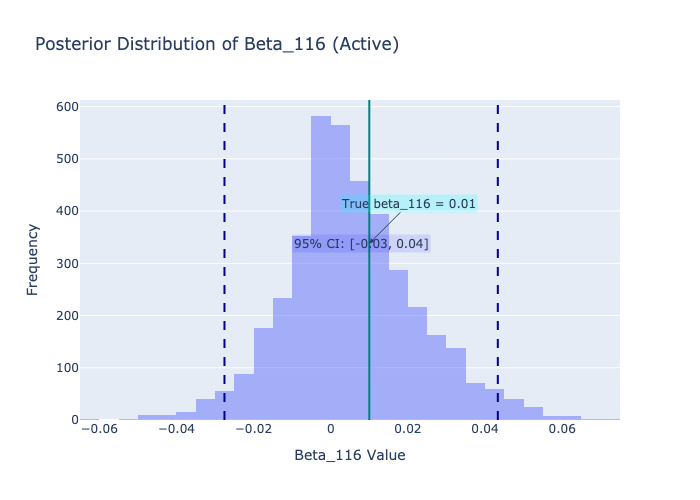 Posterior Distribution of Beta_116 (Active)
600
500
400
300
200
100
0
Frequency
True beta_116 = 0.01
95% CI: [-0.03, 0.04]
−0.06 −0.04 −0.02 0 0.02 0.04 0.06
Beta_116 Value